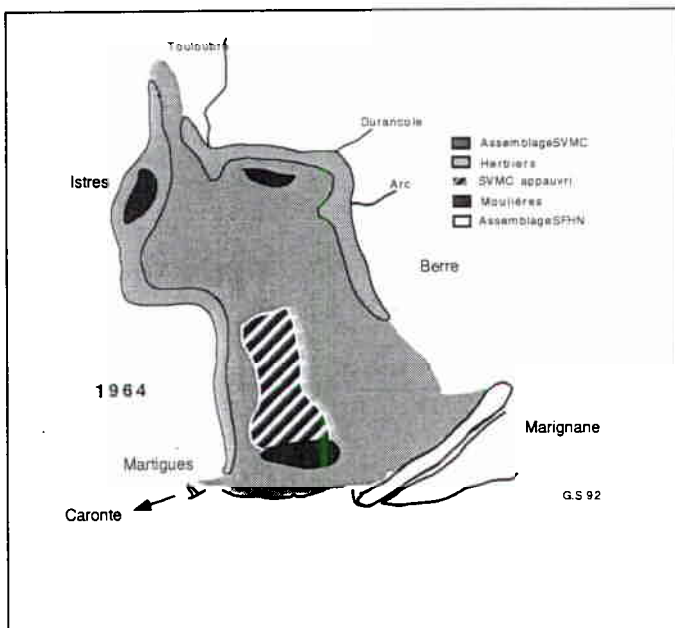 Touloubre
Durancole
Assemblage SVMC
Herbiers
SVMC appauvri
Moulières
Assemblage SFHN
Istres
Arc
Berre
1964
Marignane
Martigues
G.S 92
Caronte